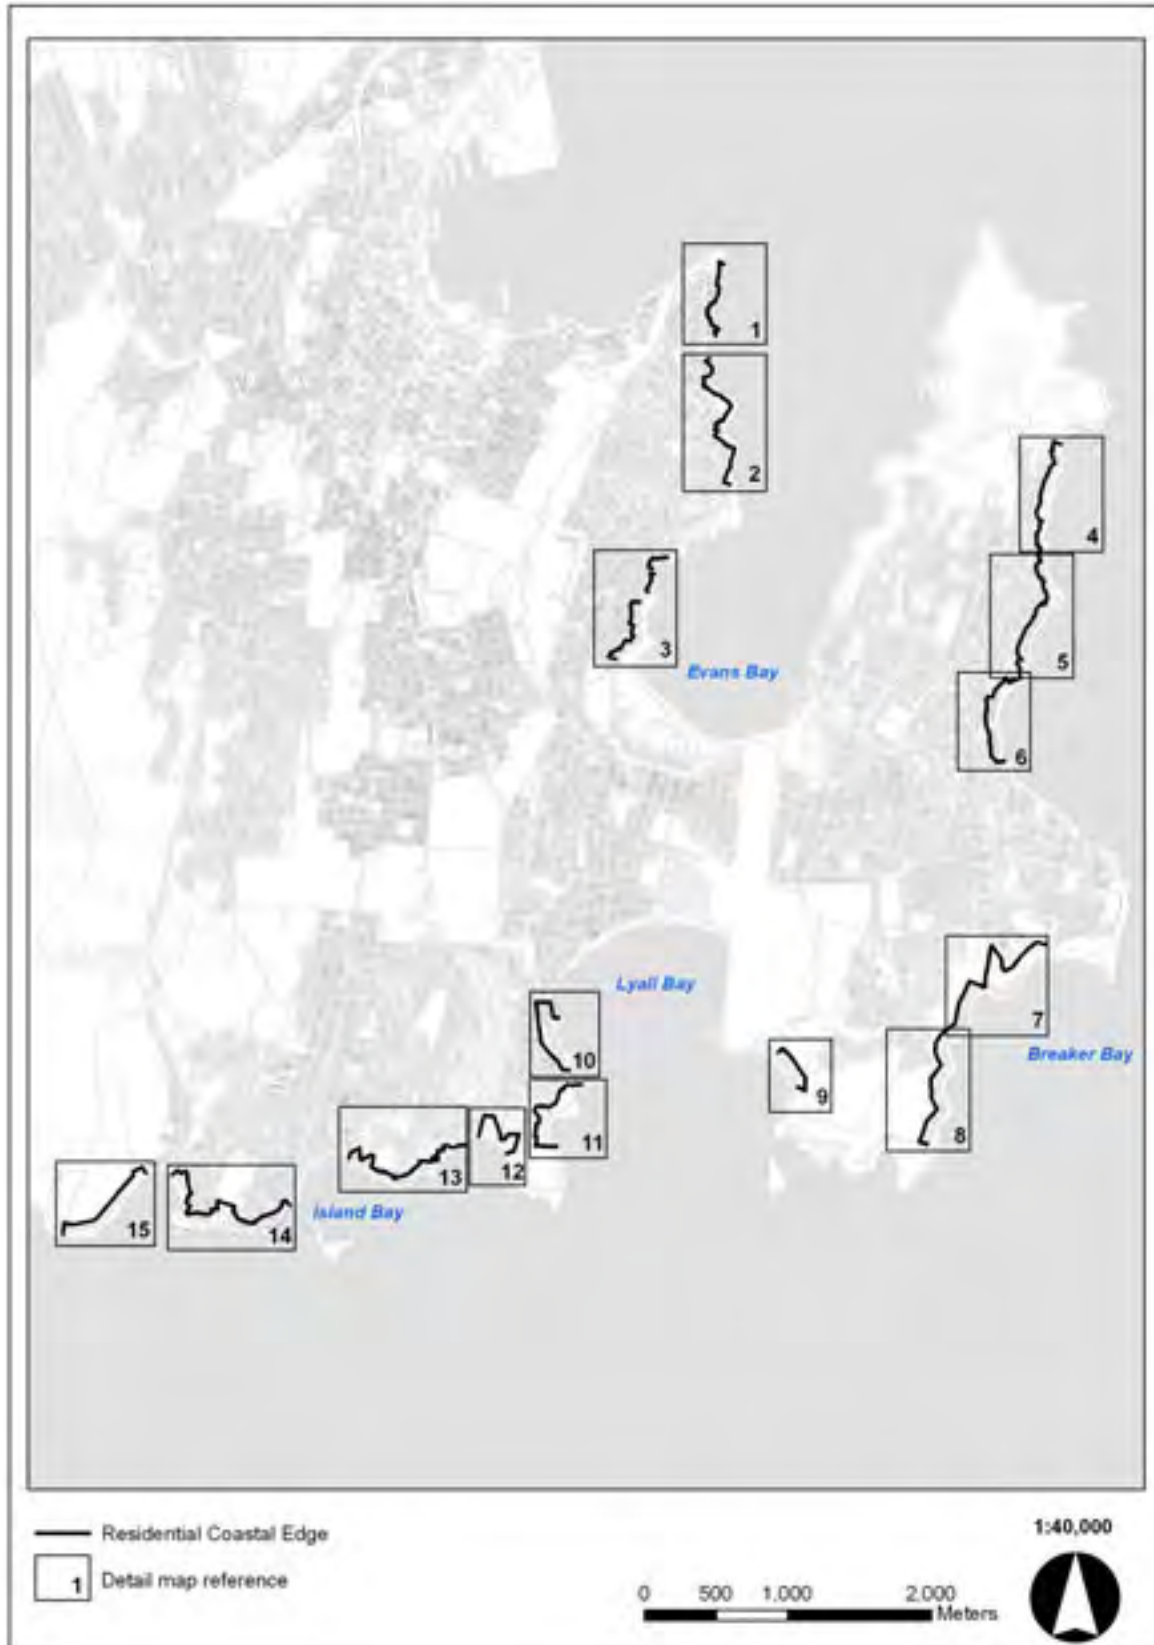 1
2
4
3
Evans Bay
5
6
Lyall Bay
7
Breaker Bay
10
9
8
11
12
13
Island Bay
14
15
Residential Coastal Edge
1 Detail map reference
1:40,000
0 500 1,000 2,000
Meters